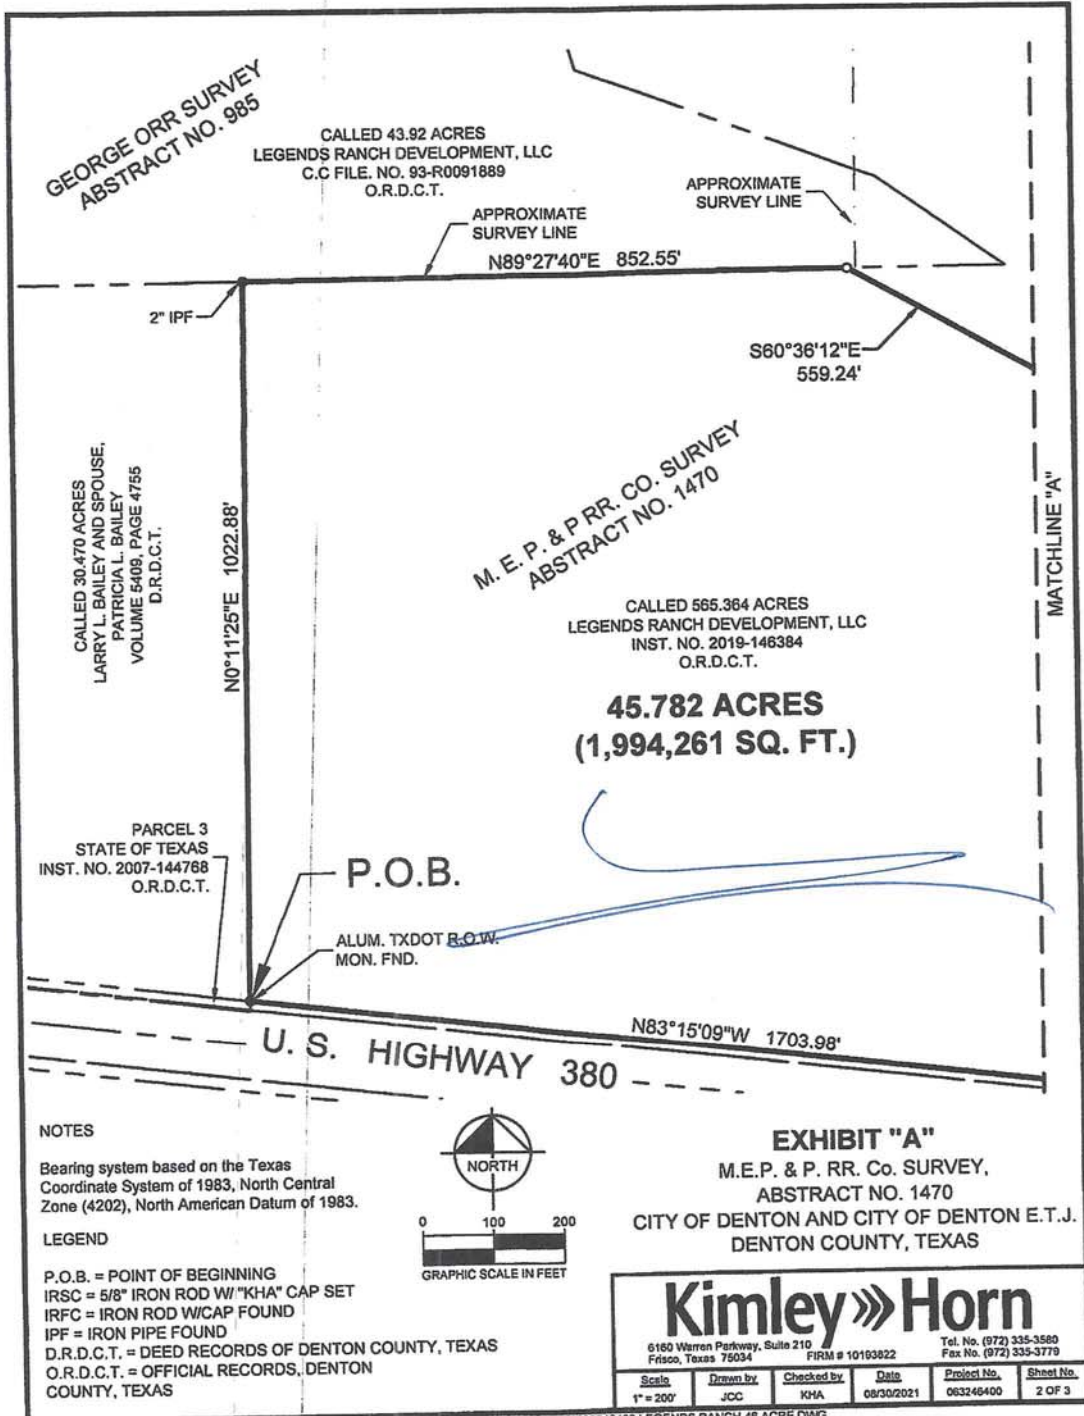 GEORGE ORR SURVEY
ABSTRACT NO. 985
CALLED 43.92 ACRES
LEGENDS RANCH DEVELOPMENT, LLC
C.C FILE. NO. 93-R0091889
O.R.D.C.T.
APPROXIMATE
SURVEY LINE
APPROXIMATE
SURVEY LINE
N89°27'40"E 852.55'
2" IPF
S60°36'12"E
559.24'
CALLED 30.470 ACRES
LARRY L. BAILEY AND SPOUSE,
PATRICIA L. BAILEY
VOLUME 5409, PAGE 4755
D.R.D.C.T.
N0°11'25"E 1022.88'
M. E. P. & P RR. CO. SURVEY
ABSTRACT NO. 1470
MATCHLINE "A"
CALLED 565.364 ACRES
LEGENDS RANCH DEVELOPMENT, LLC
INST. NO. 2019-146384
O.R.D.C.T.
45.782 ACRES
(1,994,261 SQ. FT.)
PARCEL 3
STATE OF TEXAS
INST. NO. 2007-144768
O.R.D.C.T.
P.O.B.
ALUM. TXDOT R.O.W.
MON. FND.
N83°15'09"W 1703.98'
U. S. HIGHWAY 380
NOTES
Bearing system based on the Texas
Coordinate System of 1983, North Central
Zone (4202), North American Datum of 1983.
LEGEND
P.O.B. = POINT OF BEGINNING
IRSC = 5/8" IRON ROD W/ "KHA" CAP SET
IRFC = IRON ROD W/CAP FOUND
IPF = IRON PIPE FOUND
D.R.D.C.T. = DEED RECORDS OF DENTON COUNTY, TEXAS
O.R.D.C.T. = OFFICIAL RECORDS, DENTON
COUNTY, TEXAS
NORTH
0 100 200
GRAPHIC SCALE IN FEET
EXHIBIT "A"
M.E.P. & P. RR. Co. SURVEY,
ABSTRACT NO. 1470
CITY OF DENTON AND CITY OF DENTON E.T.J.
DENTON COUNTY, TEXAS
Kimley»Horn
6160 Warren Parkway, Suite 210
Frisco, Texas 75034
FIRM # 10193822
Tel. No. (972) 335-3580
Fax No. (972) 335-3779
Scale Drawn by Checked by Date Project No. Sheet No.
1" = 200' JCC KHA 08/30/2021 063246400 2 OF 3
LEGENDS RANCH 46 ACRE.DWG